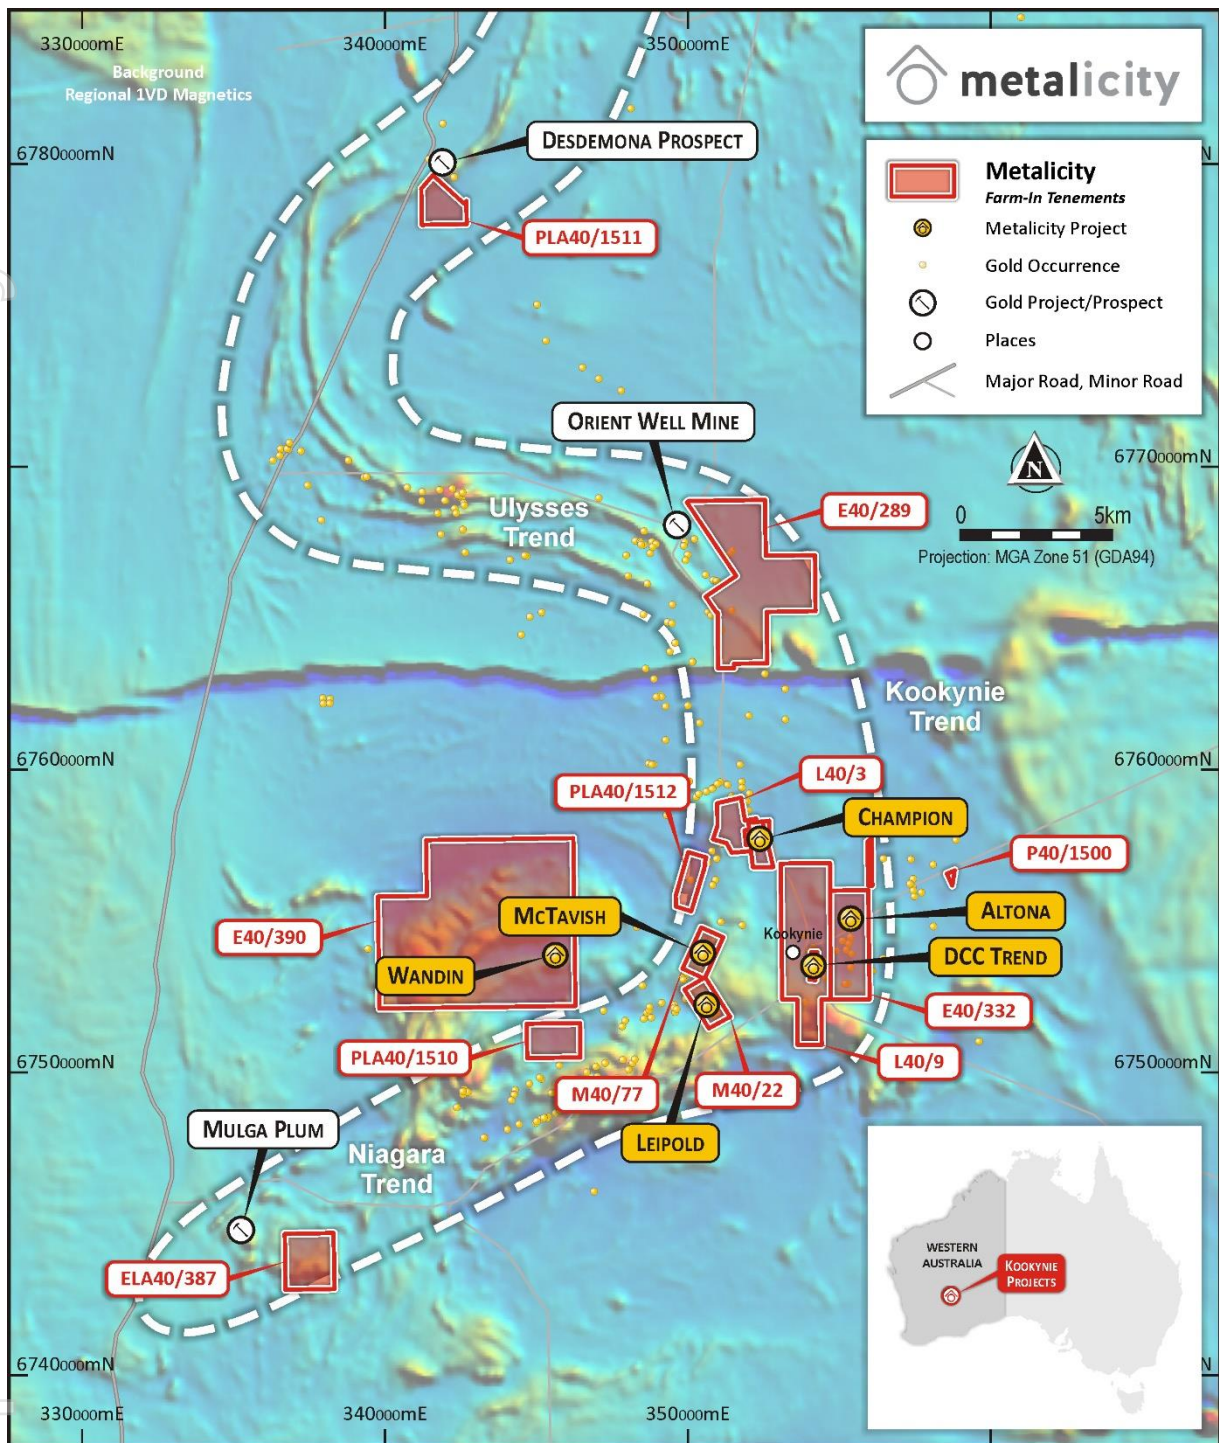 330000mE
340000mE
350000mE
Background
Regional 1VD Magnetics
metalicity
6780000mN
N
DESDEMONA PROSPECT
PLA40/1511
Metalicity
Farm-In Tenements
Metalicity Project
Gold Occurrence
Gold Project/Prospect
Places
Major Road, Minor Road
ORIENT WELL MINE
N
6770000mN
Ulysses
Trend
E40/289
0 5km
Projection: MGA Zone 51 (GDA94)
Kookynie
Trend
6760000mN
6760000mN
L40/3
PLA40/1512
CHAMPION
P40/1500
MCTAVISH
ALTONA
E40/390
Kookynie
WANDIN
DCC TREND
E40/332
PLA40/1510
L40/9
6750000mN
6750000mN
M40/77
M40/22
MULGA PLUM
LEIPOLD
Niagara
Trend
ELA40/387
WESTERN
AUSTRALIA
KOOKYNIE
PROJECTS
6740000mN
N
330000mE
340000mE
350000mE